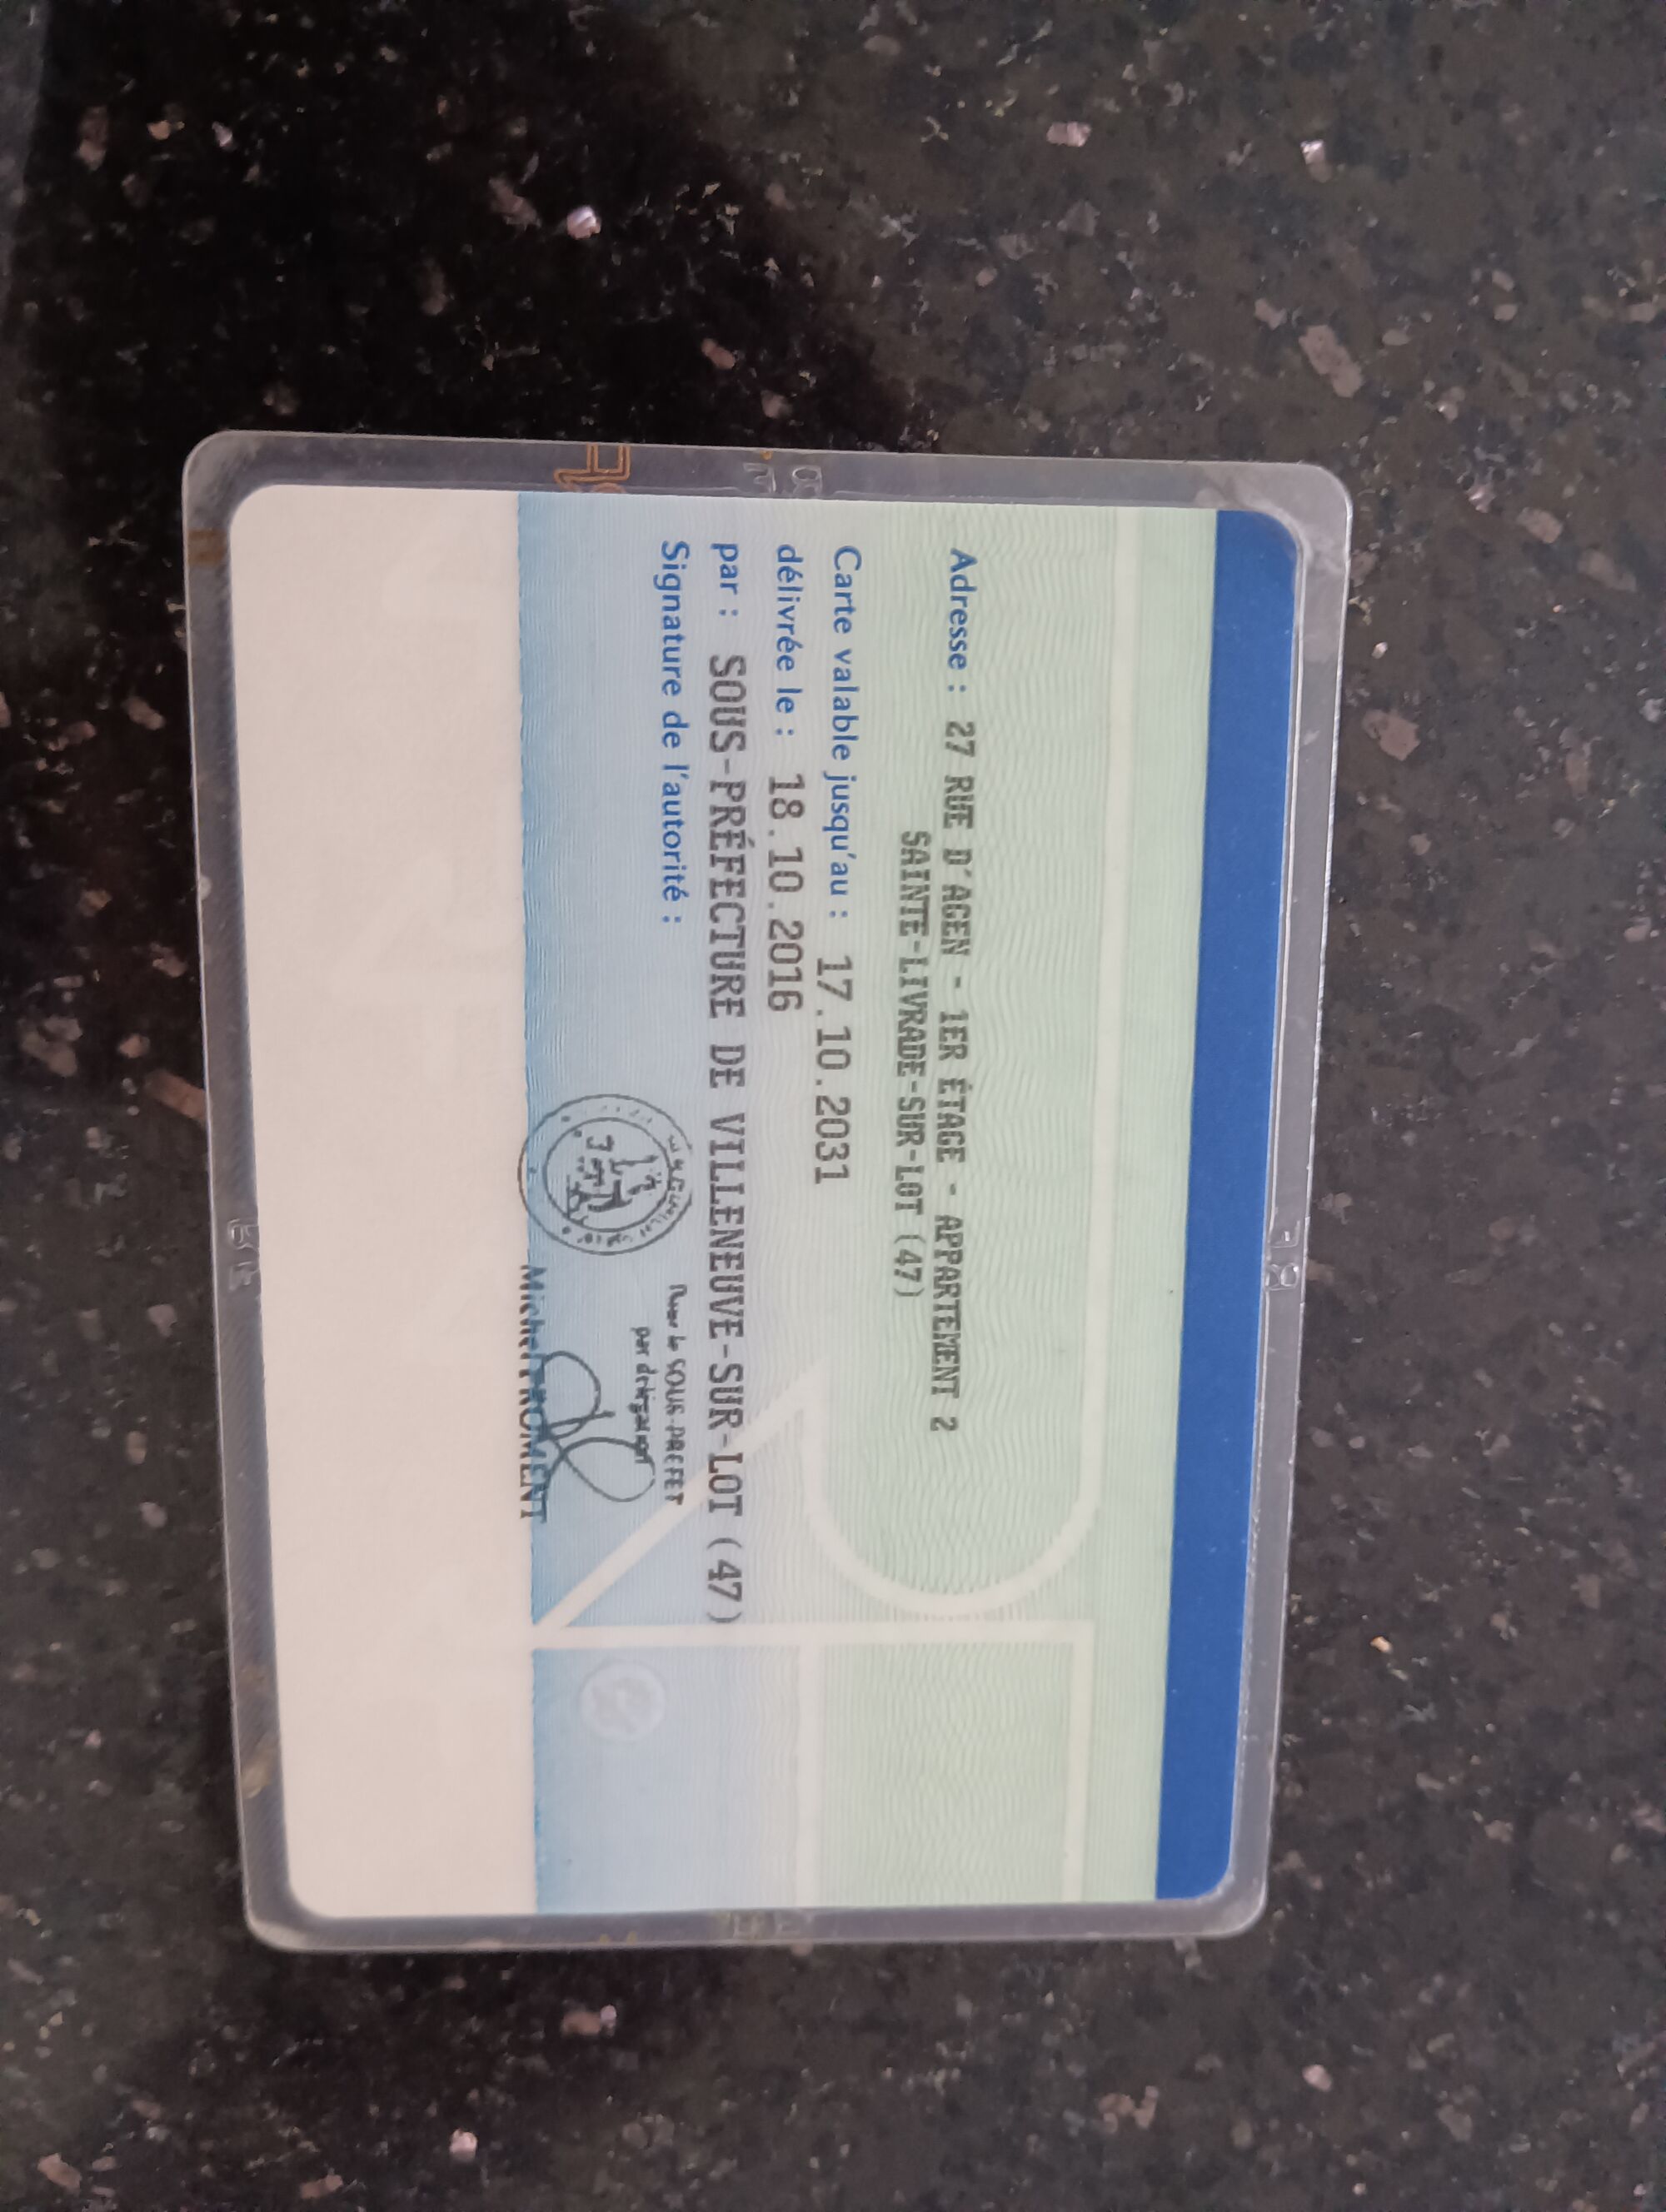 Adresse : 27 RUE D'AGEN - 1ER ÉTAGE - APPARTEMENT 2
SAINTE-LIVRADE-SUR-LOT (47)
Carte valable jusqu'au : 17.10.2031
délivrée le : 18.10.2016
par : SOUS-PRÉFECTURE DE VILLENEUVE-SUR-LOT (47)
Signature de l'autorité :
Pour le SOUS-PREFET
par délégation
Michel FROMENT